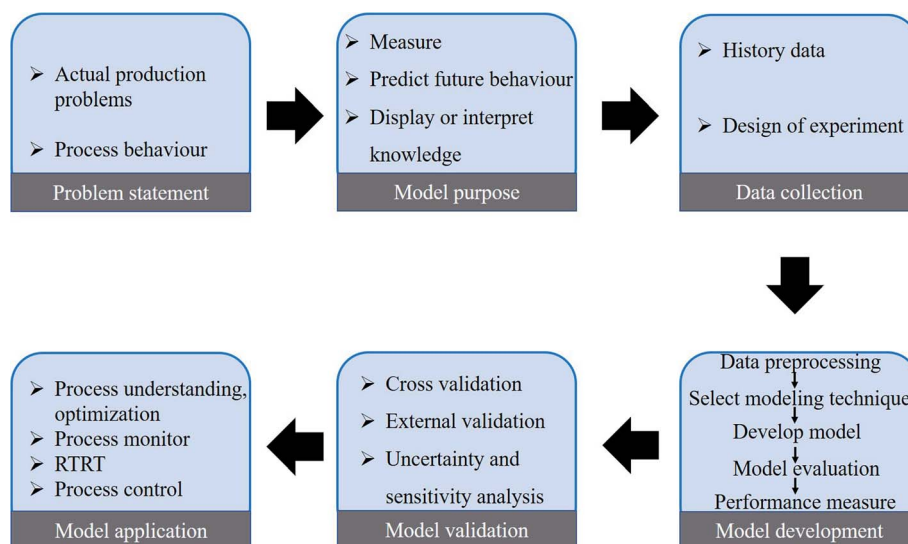 Actual production
problems
Process behaviour
Problem statement
Measure
Predict future behaviour
Display or interpret
knowledge
Model purpose
History data
Design of experiment
Data collection
Data preprocessing
Select modeling technique
Develop model
Model evaluation
Performance measure
Model development
Cross validation
External validation
Uncertainty and
sensitivity analysis
Model validation
Process understanding,
optimization
Process monitor
RTRT
Process control
Model application